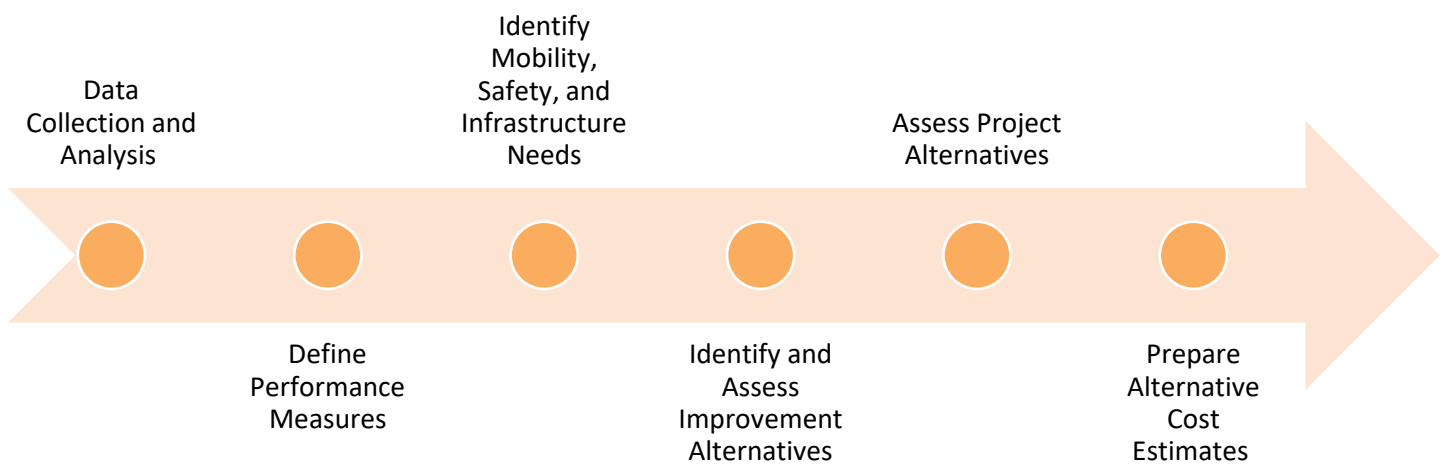 Data
Collection and
Analysis
Define
Performance
Measures
Identify
Mobility,
Safety, and
Infrastructure
Needs
Identify and
Assess
Improvement
Alternatives
Assess Project
Alternatives
Prepare
Alternative
Cost
Estimates